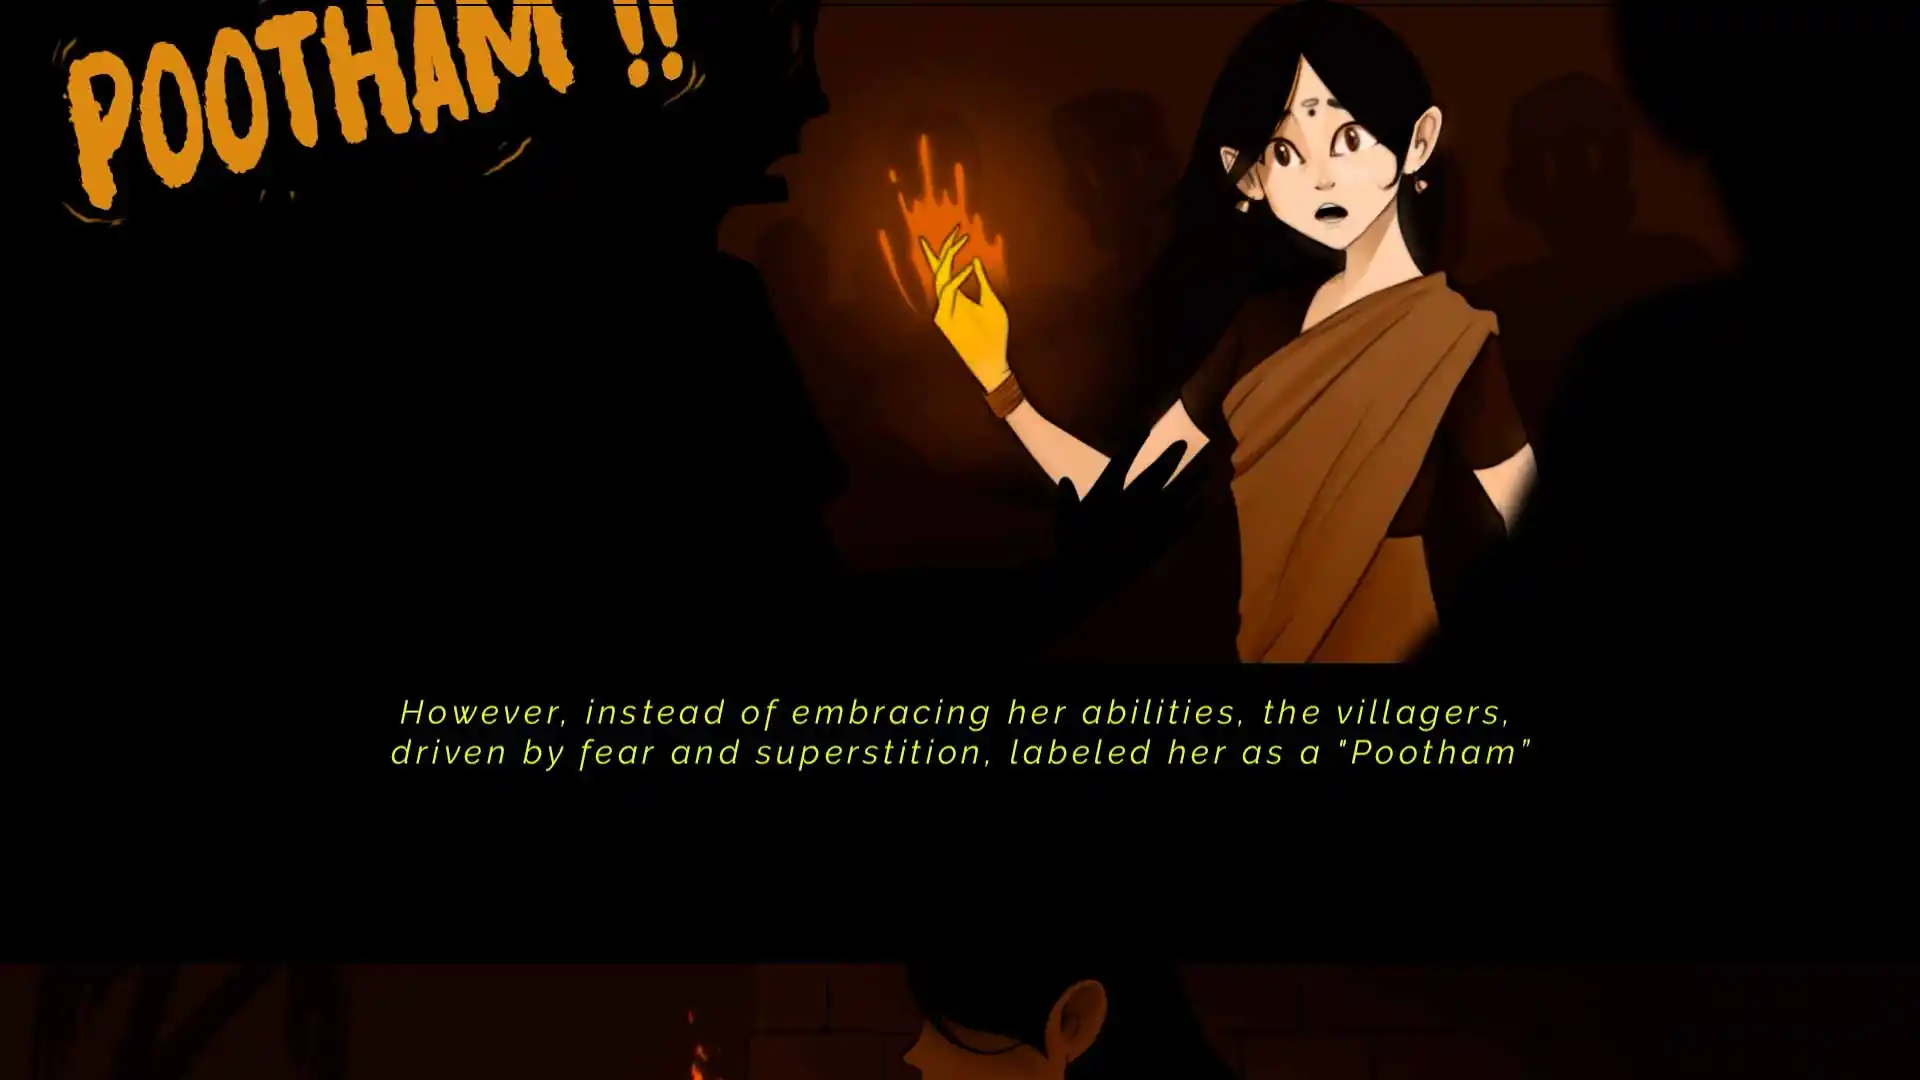 POOTHAM !!
However, instead of embracing her abilities, the villagers,
driven by fear and superstition, labeled her as a "Pootham”